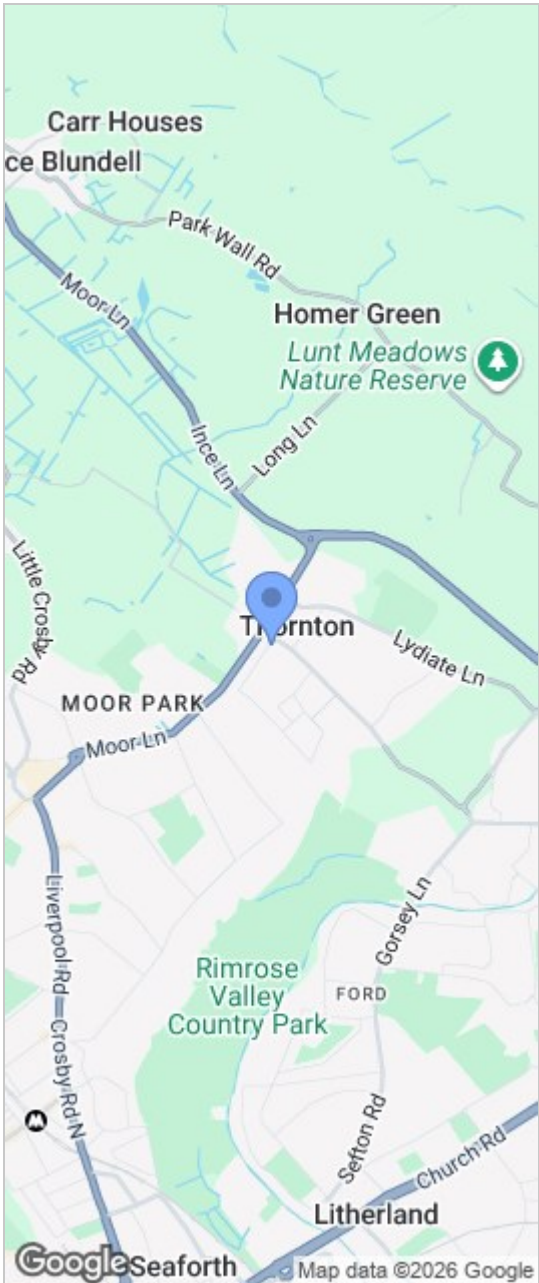 Carr Houses
ce Blundell
Park Wall Rd
Moor Ln
Homer Green
Lunt Meadows
Nature Reserve
Ince Ln
Long Ln
Little Crosby Rd
Thornton
Lydiate Ln
MOOR PARK
Moor Ln
Liverpool Rd
Gorsey Ln
Rimrose
Valley
Country Park
FORD
Crosby Rd N
Sefton Rd
Church Rd
Litherland
Seaforth
Google
Map data ©2026 Google